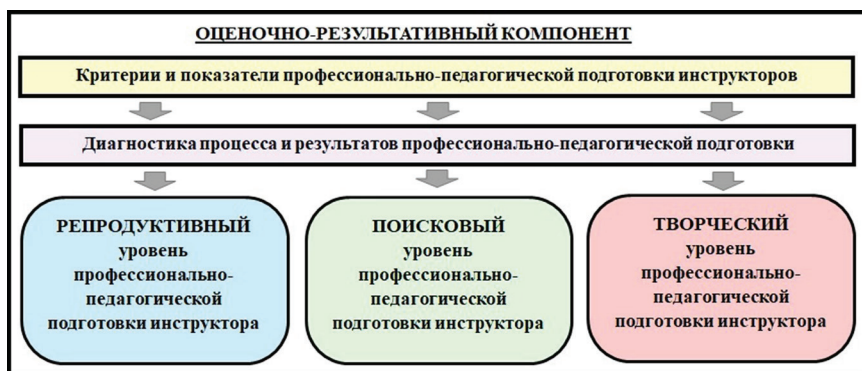 ОЦЕНОЧНО-РЕЗУЛЬТАТИВНЫЙ КОМПОНЕНТ
Критерии и показатели профессионально-педагогической подготовки инструкторов
Диагностика процесса и результатов профессионально-педагогической подготовки
РЕПРОДУКТИВНЫЙ
уровень
профессионально-
педагогической
подготовки инструктора
ПОИСКОВЫЙ
уровень
профессионально-
педагогической
подготовки инструктора
ТВОРЧЕСКИЙ
уровень
профессионально-
педагогической
подготовки инструктора